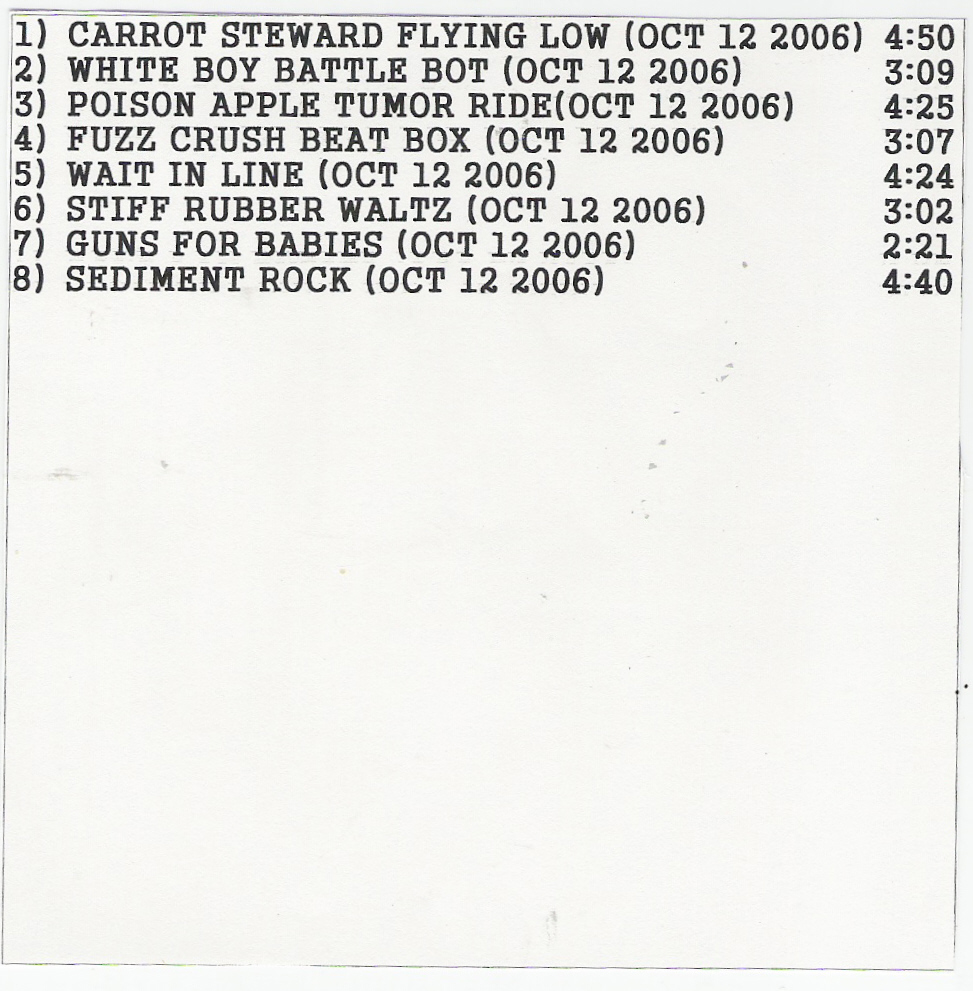 1) CARROT STEWARD FLYING LOW (OCT 12 2006) 4:50
2) WHITE BOY BATTLE BOT (OCT 12 2006) 3:09
3) POISON APPLE TUMOR RIDE(OCT 12 2006) 4:25
4) FUZZ CRUSH BEAT BOX (OCT 12 2006) 3:07
5) WAIT IN LINE (OCT 12 2006) 4:24
6) STIFF RUBBER WALTZ (OCT 12 2006) 3:02
7) GUNS FOR BABIES (OCT 12 2006) 2:21
8) SEDIMENT ROCK (OCT 12 2006) 4:40